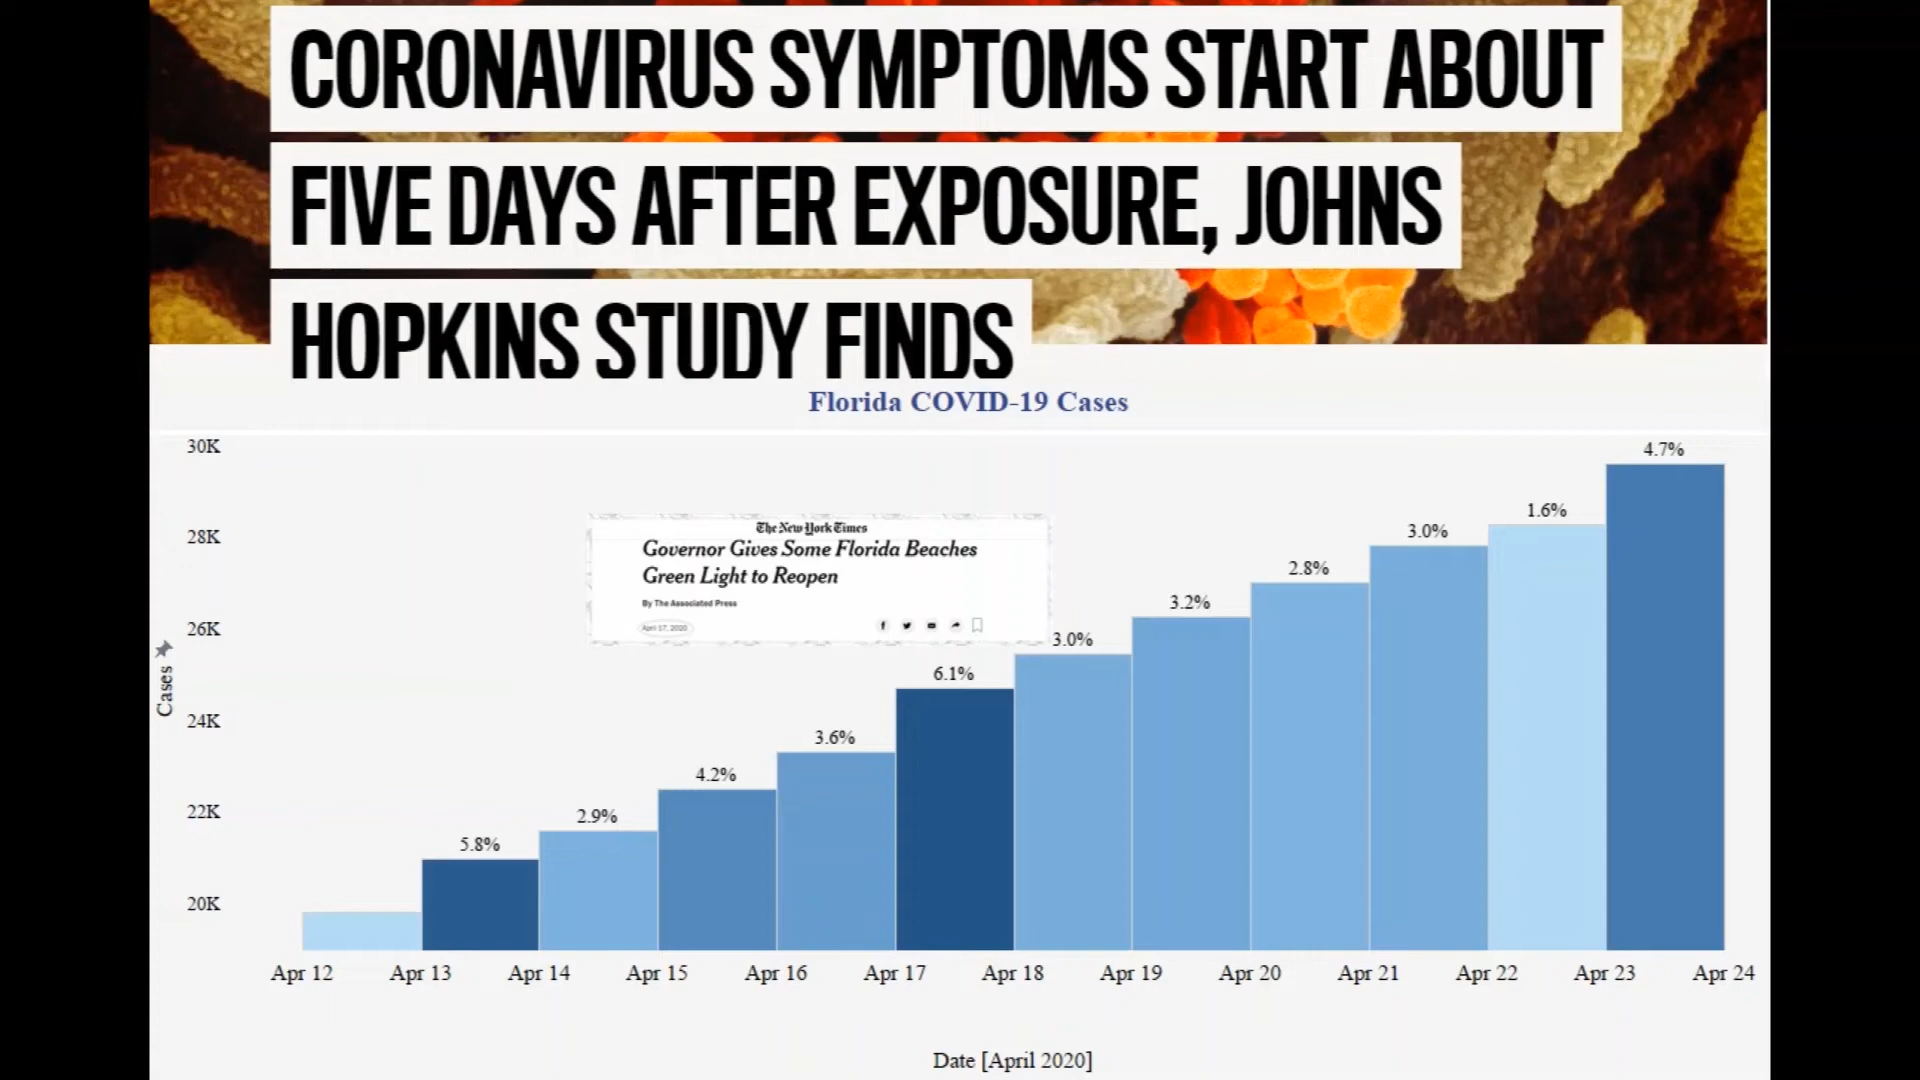 CORONAVIRUS SYMPTOMS START ABOUT
FIVE DAYS AFTER EXPOSURE, JOHNS
HOPKINS STUDY FINDS
Florida COVID-19 Cases
30K
28K
26K
24K
22K
20K
Cases
The New York Times
Governor Gives Some Florida Beaches
Green Light to Reopen
By The Associated Press
April 17, 2020
5.8%
2.9%
4.2%
3.6%
6.1%
3.0%
3.2%
2.8%
3.0%
1.6%
4.7%
Apr 12 Apr 13 Apr 14 Apr 15 Apr 16 Apr 17 Apr 18 Apr 19 Apr 20 Apr 21 Apr 22 Apr 23 Apr 24
Date [April 2020]